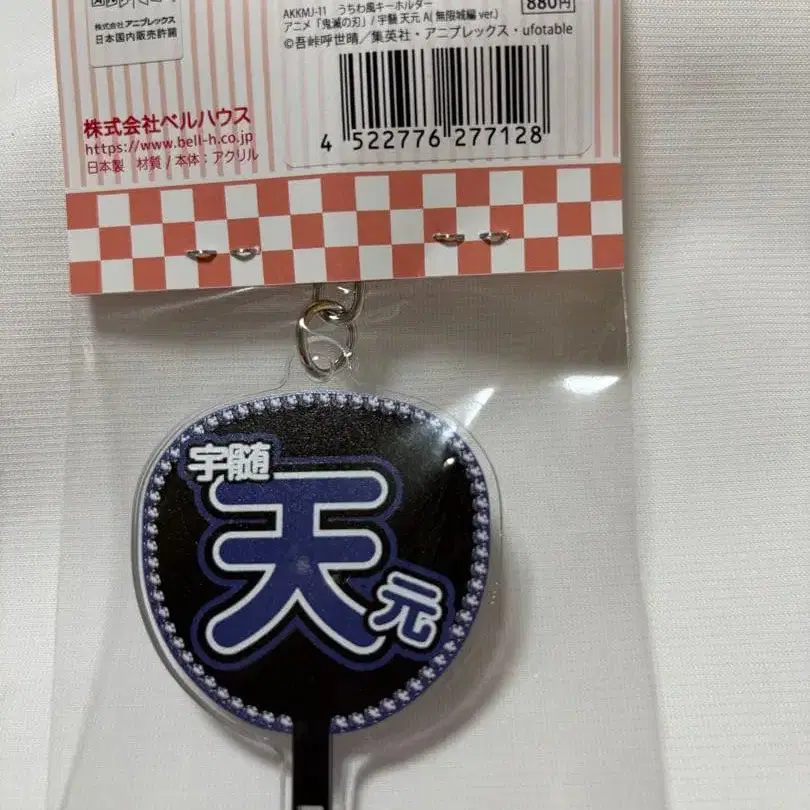 株式会社アニプレックス
日本国内販売許諾
AKKMJ-11 うちわ風キーホルダー
880円
アニメ「鬼滅の刃」/ 宇髄 天元 A( 無限城編 ver.)
©吾峠呼世晴／集英社・アニプレックス・ufotable
4 522776 277128
株式会社ベルハウス
https://www.bell-h.co.jp
日本製 材質 / 本体：アクリル
宇髄
天
元